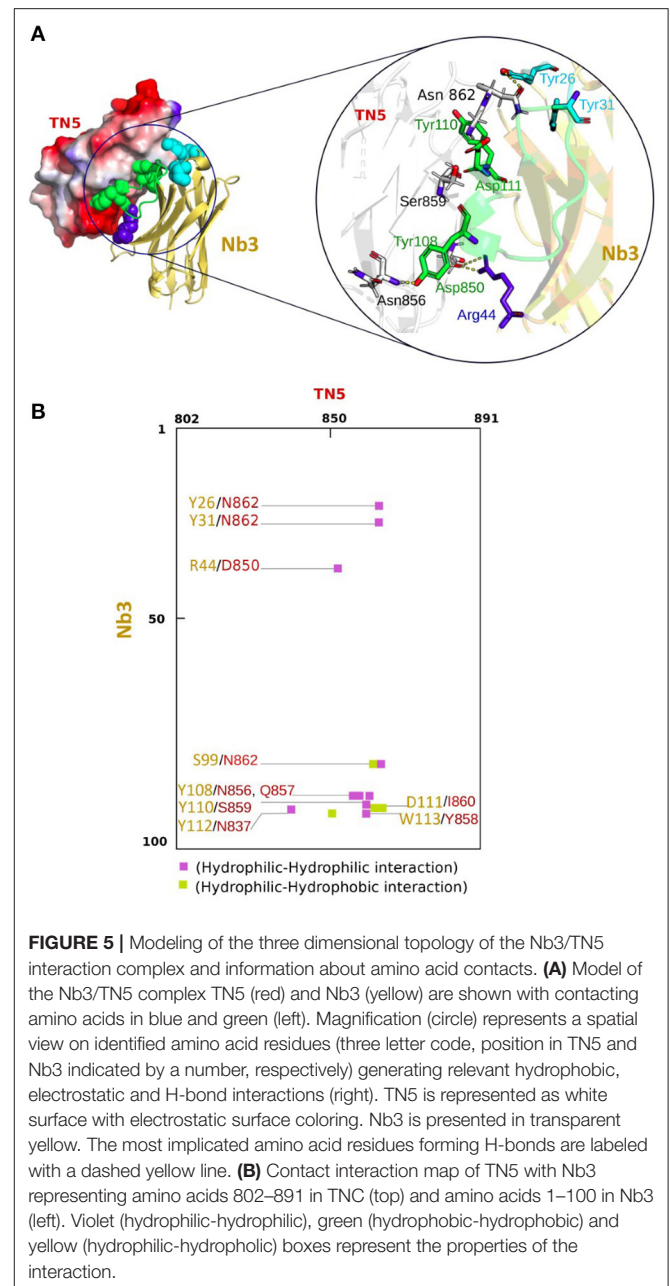 A
TN5
Nb3
TN5
Asn 862
Tyr26
Tyr31
Tyr110
Asp111
Ser859
Tyr108
Nb3
Asn856
Asp850
Arg44
B
TN5
802 850 891
1
Y26/N862
Y31/N862
R44/D850
Nb3
50
S99/N862
Y108/N856, Q857
Y110/S859
D111/I860
Y112/N837
W113/Y858
100
(Hydrophilic-Hydrophilic interaction)
(Hydrophilic-Hydrophobic interaction)
FIGURE 5 | Modeling of the three dimensional topology of the Nb3/TN5
interaction complex and information about amino acid contacts. (A) Model of
the Nb3/TN5 complex TN5 (red) and Nb3 (yellow) are shown with contacting
amino acids in blue and green (left). Magnification (circle) represents a spatial
view on identified amino acid residues (three letter code, position in TN5 and
Nb3 indicated by a number, respectively) generating relevant hydrophobic,
electrostatic and H-bond interactions (right). TN5 is represented as white
surface with electrostatic surface coloring. Nb3 is presented in transparent
yellow. The most implicated amino acid residues forming H-bonds are labeled
with a dashed yellow line. (B) Contact interaction map of TN5 with Nb3
representing amino acids 802–891 in TNC (top) and amino acids 1–100 in Nb3
(left). Violet (hydrophilic-hydrophilic), green (hydrophobic-hydrophobic) and
yellow (hydrophilic-hydropholic) boxes represent the properties of the
interaction.